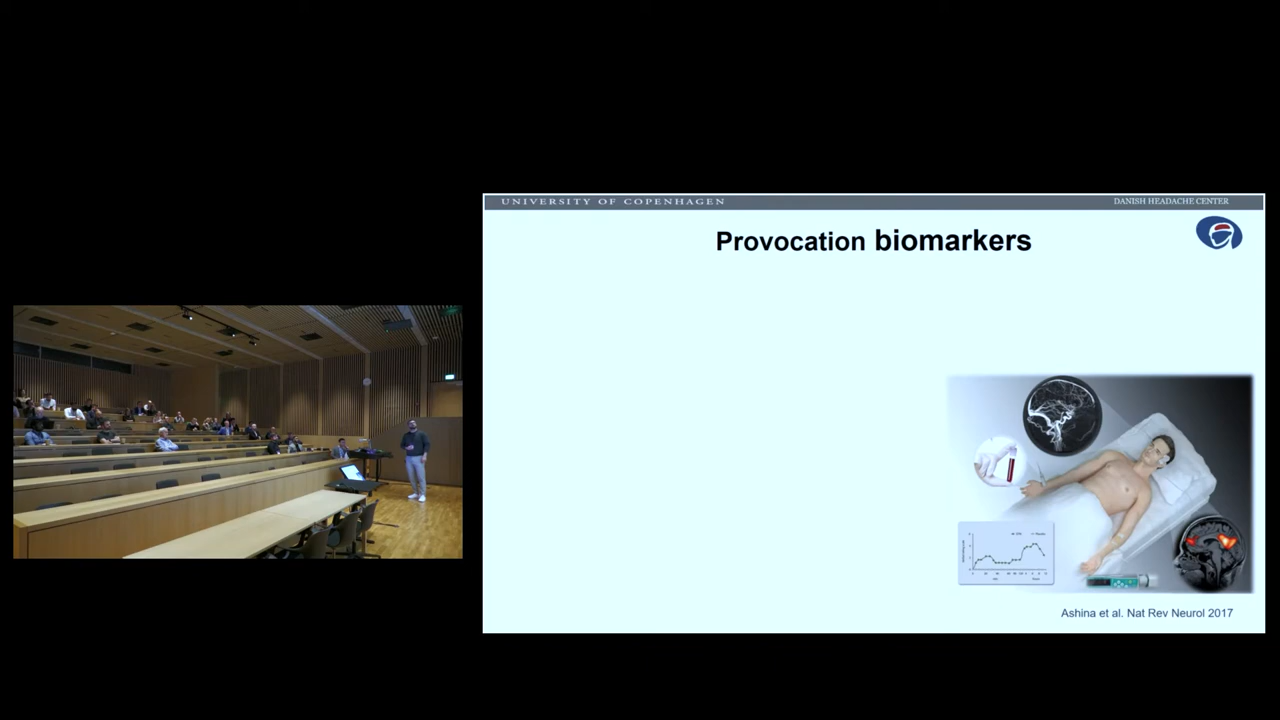 UNIVERSITY OF COPENHAGEN
DANISH HEADACHE CENTER
Provocation biomarkers
Ashina et al. Nat Rev Neurol 2017